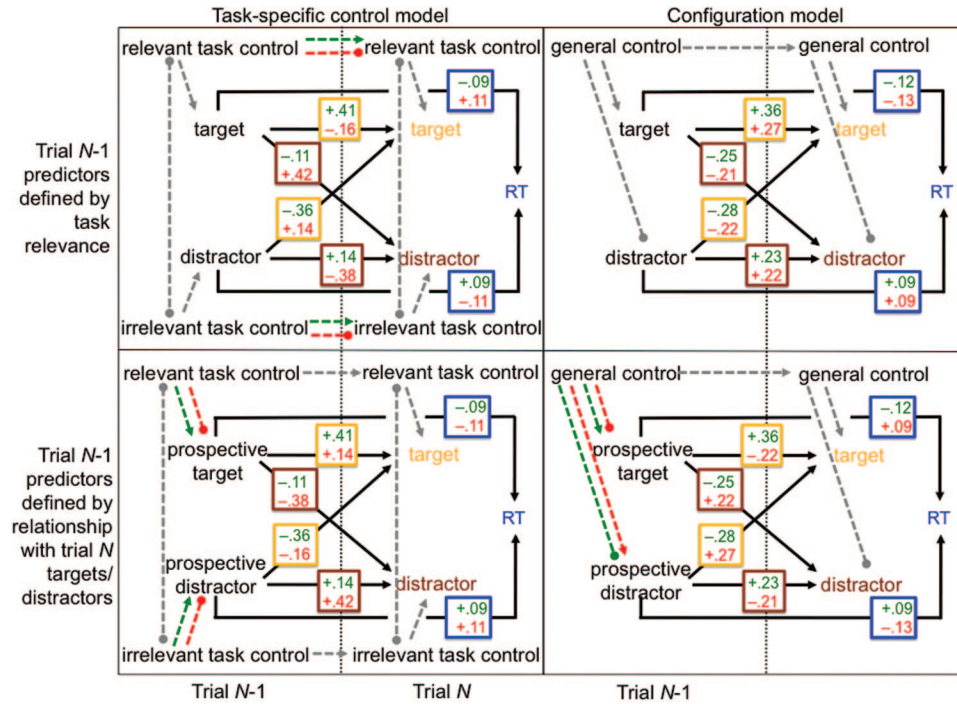 Task-specific control model
Configuration model
relevant task control
relevant task control
general control
general control
–.09
+.11
–.12
–.13
target
+.41
–.16
target
target
+.36
+.27
target
Trial N-1
predictors
defined by
task
relevance
–.11
+.42
RT
–.25
–.21
RT
–.36
+.14
–.28
–.22
distractor
+.14
–.38
distractor
distractor
+.23
+.22
distractor
+.09
–.11
+.09
+.09
irrelevant task control
irrelevant task control
relevant task control
relevant task control
general control
general control
–.09
–.11
–.12
+.09
prospective
target
+.41
+.14
target
prospective
target
+.36
–.22
target
Trial N-1
predictors
defined by
relationship
with trial N
targets/
distractors
–.11
–.38
RT
–.25
+.22
RT
–.36
–.16
–.28
+.27
prospective
distractor
+.14
+.42
distractor
prospective
distractor
+.23
–.21
distractor
+.09
+.11
+.09
–.13
irrelevant task control
irrelevant task control
Trial N-1
Trial N
Trial N-1